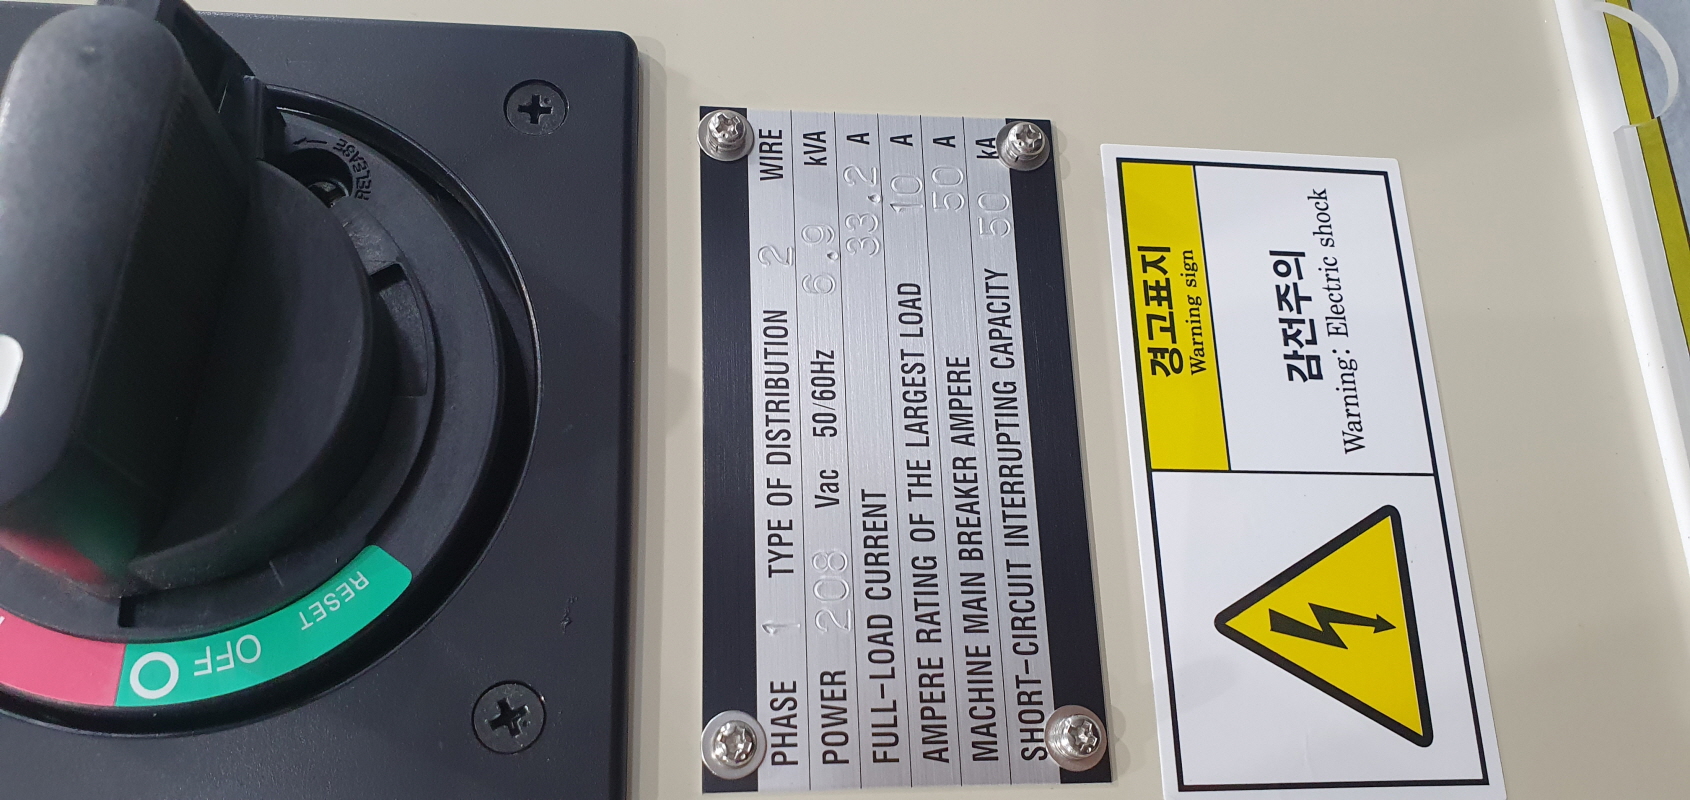 RELEASE
RESET
OFF
PHASE 1 TYPE OF DISTRIBUTION 2 WIRE
POWER 208 Vac 50/60Hz 6.9 kVA
FULL-LOAD CURRENT 33.2 A
AMPERE RATING OF THE LARGEST LOAD 10 A
MACHINE MAIN BREAKER AMPERE 50 A
SHORT-CIRCUIT INTERRUPTING CAPACITY 50 kA
경고표지
Warning sign
감전주의
Warning: Electric shock